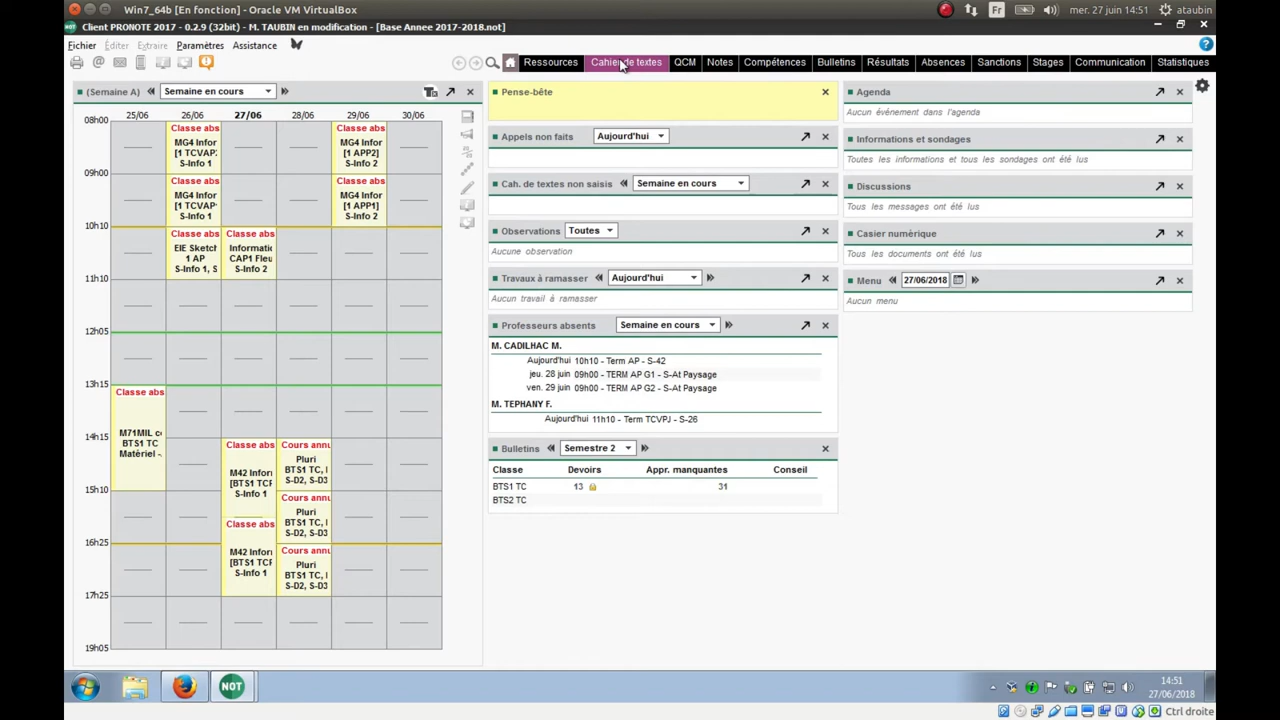 Win7_64b [En fonction] - Oracle VM VirtualBox
Fr
mer. 27 juin 14:51
ataubin
NOT
Client PRONOTE - 0.2.9 (32bit) - M. TAUBIN en modification - [Base Annee 2017-2018.not]
Fichier Éditer Extraire Paramètres Assistance
Ressources Cahier de textes QCM Notes Compétences Bulletins Résultats Absences Sanctions Stages Communication Statistiques
(Semaine A) Semaine en cours
25/06 26/06 27/06 28/06 29/06 30/06
08h00
09h00
10h10
11h10
12h05
13h15
14h15
15h10
16h25
17h25
19h05
Classe abs
M71MIL
BTS1 TC
Matériel -
Classe abs
MG4 Infor
[1 TCVAP
S-Info 1
Classe abs
MG4 Infor
[1 TCVAP
S-Info 1
Classe abs
EIE Sketch
1 AP
S-Info 1, S
Classe abs
Informatic
CAP1 Fleu
S-Info 2
Classe abs
M42 Inforr
[BTS1 TCF
S-Info 1
Classe abs
M42 Inforr
[BTS1 TCF
S-Info 1
Cours annu
Pluri
BTS1 TC, I
S-D2, S-D3
Cours annu
Pluri
BTS1 TC, I
S-D2, S-D3
Cours annu
Pluri
BTS1 TC, I
S-D2, S-D3
Classe abs
MG4 Infor
[1 APP2]
S-Info 2
Classe abs
MG4 Infor
[1 APP1]
S-Info 2
Pense-bête
Appels non faits Aujourd'hui
Cah. de textes non saisis Semaine en cours
Observations Toutes
Aucune observation
Travaux à ramasser Aujourd'hui
Aucun travail à ramasser
Professeurs absents Semaine en cours
M. CADILHAC M.
Aujourd'hui 10h10 - Term AP - S-42
jeu. 28 juin 09h00 - TERM AP G1 - S-At Paysage
ven. 29 juin 09h00 - TERM AP G2 - S-At Paysage
M. TEPHANY F.
Aujourd'hui 11h10 - Term TCVPJ - S-26
Bulletins Semestre 2
Classe Devoirs Appr. manquantes Conseil
BTS1 TC 13 31
BTS2 TC
Agenda
Aucun événement dans l'agenda
Informations et sondages
Toutes les informations et tous les sondages ont été lus
Discussions
Tous les messages ont été lus
Casier numérique
Tous les documents ont été lus
Menu 27/06/2018
Aucun menu
NOT
14:51
27/06/2018
Ctrl droite